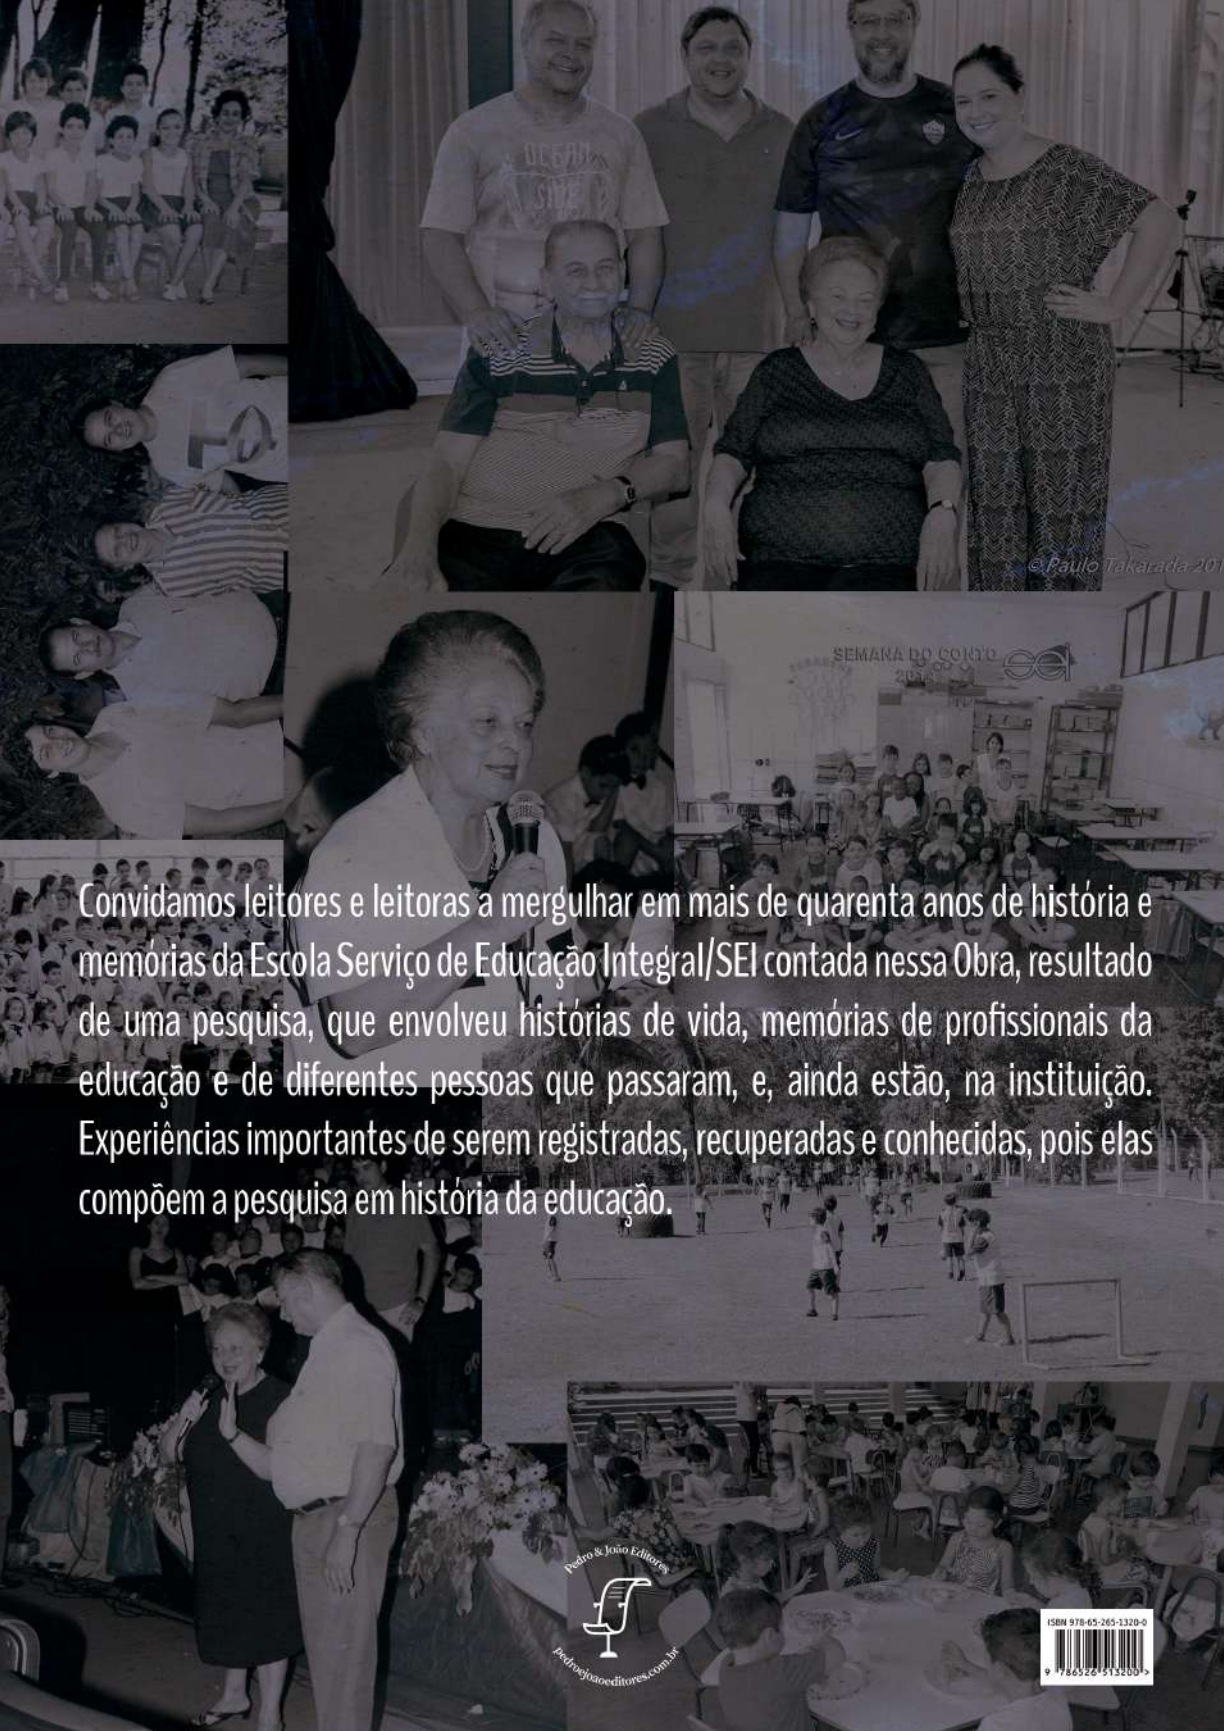 OCEAN
SIDE
©Paulo Takarada 201
SEMANA DO CONTO
sei
Convidamos leitores e leitoras a mergulhar em mais de quarenta anos de história e
memórias da Escola Serviço de Educação Integral/SEI contada nessa Obra, resultado
de uma pesquisa, que envolveu histórias de vida, memórias de profissionais da
educação e de diferentes pessoas que passaram, e, ainda estão, na instituição.
Experiências importantes de serem registradas, recuperadas e conhecidas, pois elas
compõem a pesquisa em história da educação.
Pedro & João Editores
pedroejoaoeditores.com.br
ISBN 978-65-265-1320-0
9 786526 513200 >